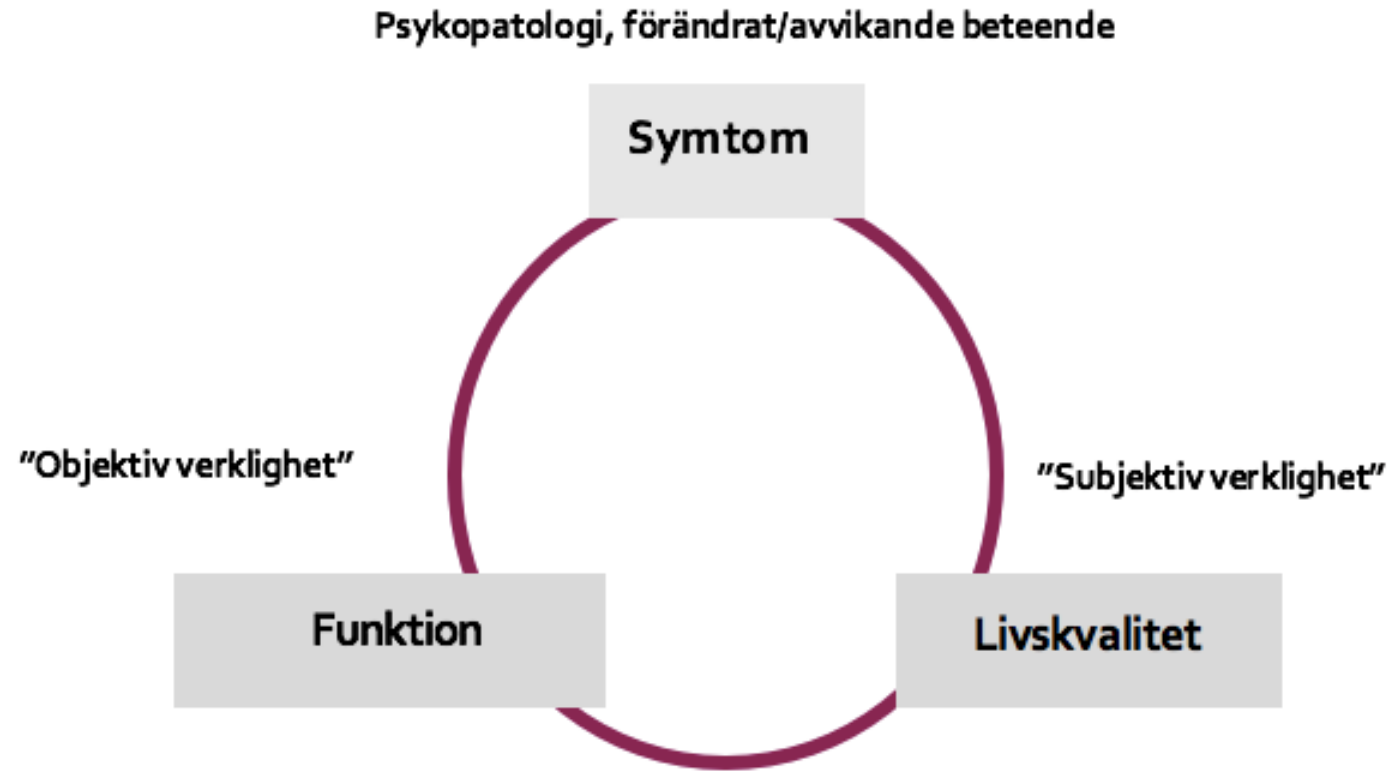 Psykopatologi, förändrat/avvikande beteende
Symtom
”Objektiv verklighet”
”Subjektiv verklighet”
Funktion
Livskvalitet